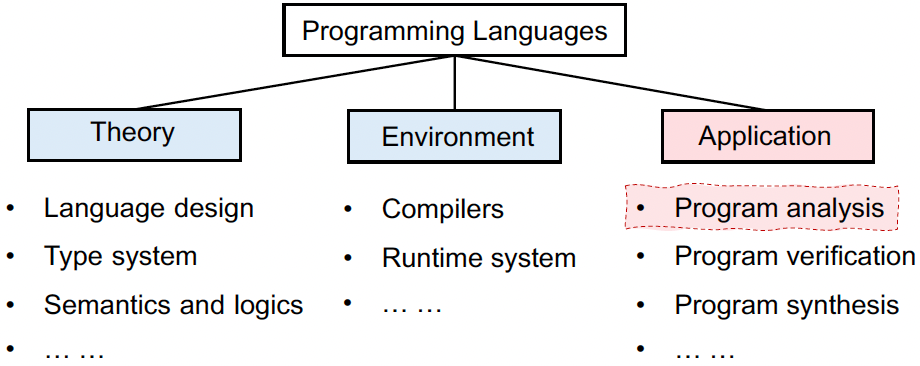 Programming Languages
Theory
• Language design
• Type system
• Semantics and logics
• … …
Environment
• Compilers
• Runtime system
• … …
Application
• Program analysis
• Program verification
• Program synthesis
• … …